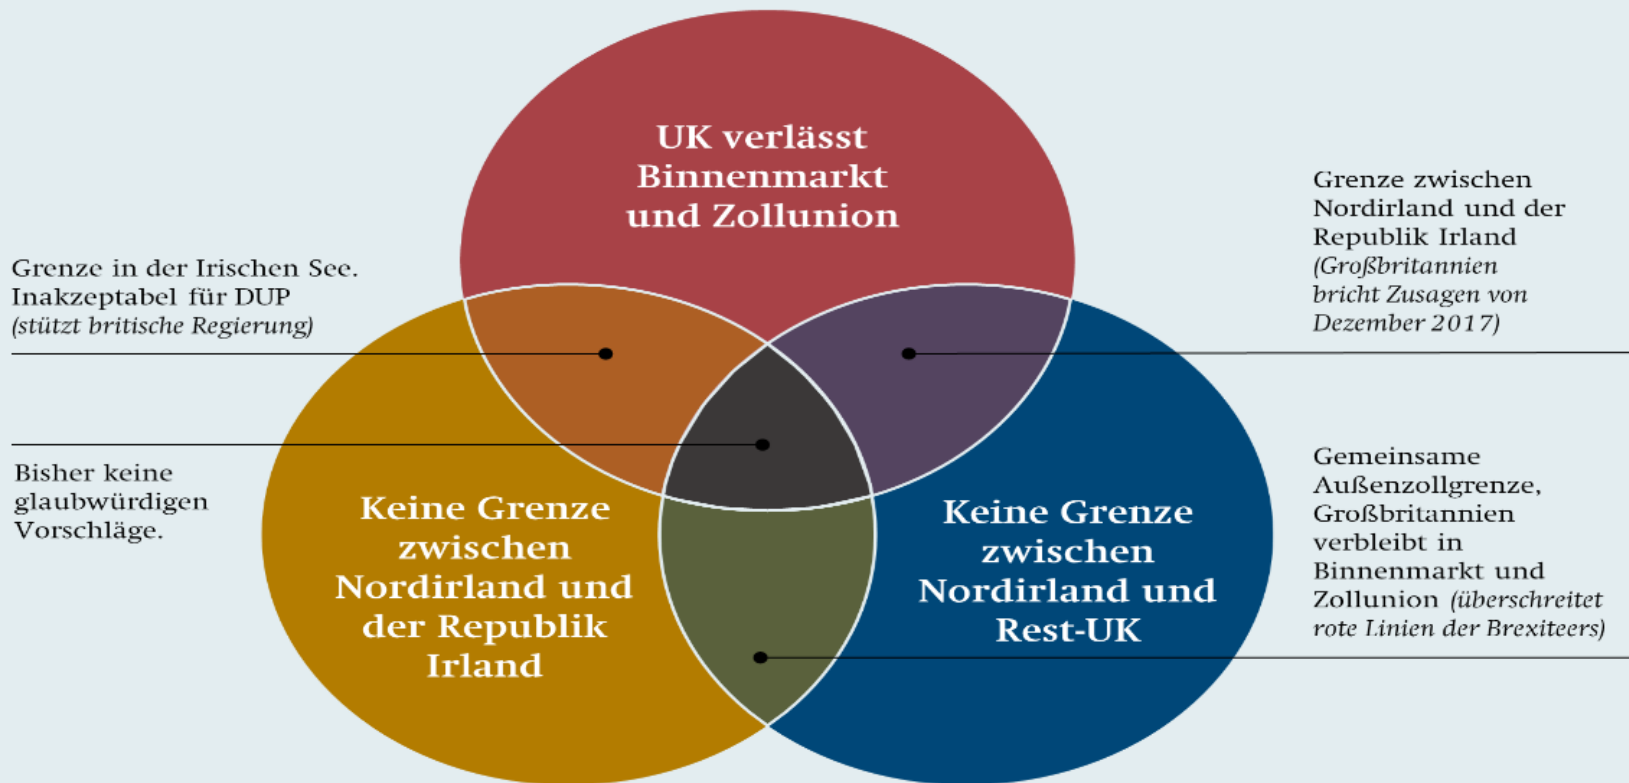 UK verlässt
Binnenmarkt
und Zollunion
Grenze in der Irischen See.
Inakzeptabel für DUP
(stützt britische Regierung)
Grenze zwischen
Nordirland und der
Republik Irland
(Großbritannien
bricht Zusagen von
Dezember 2017)
Bisher keine
glaubwürdigen
Vorschläge.
Keine Grenze
zwischen
Nordirland und
der Republik
Irland
Keine Grenze
zwischen
Nordirland und
Rest-UK
Gemeinsame
Außenzollgrenze,
Großbritannien
verbleibt in
Binnenmarkt und
Zollunion (überschreitet
rote Linien der Brexiteers)